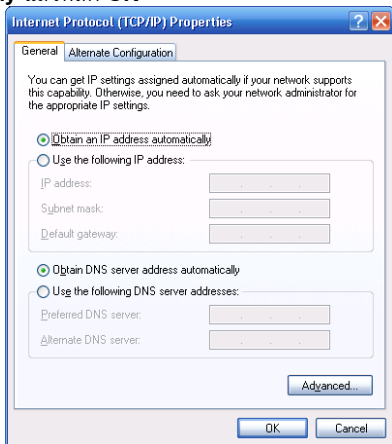 Internet Protocol (TCP/IP) Properties
General Alternate Configuration
You can get IP settings assigned automatically if your network supports
this capability. Otherwise, you need to ask your network administrator for
the appropriate IP settings.
Obtain an IP address automatically
Use the following IP address:
IP address:
Subnet mask:
Default gateway:
Obtain DNS server address automatically
Use the following DNS server addresses:
Preferred DNS server:
Alternate DNS server:
Advanced...
OK Cancel